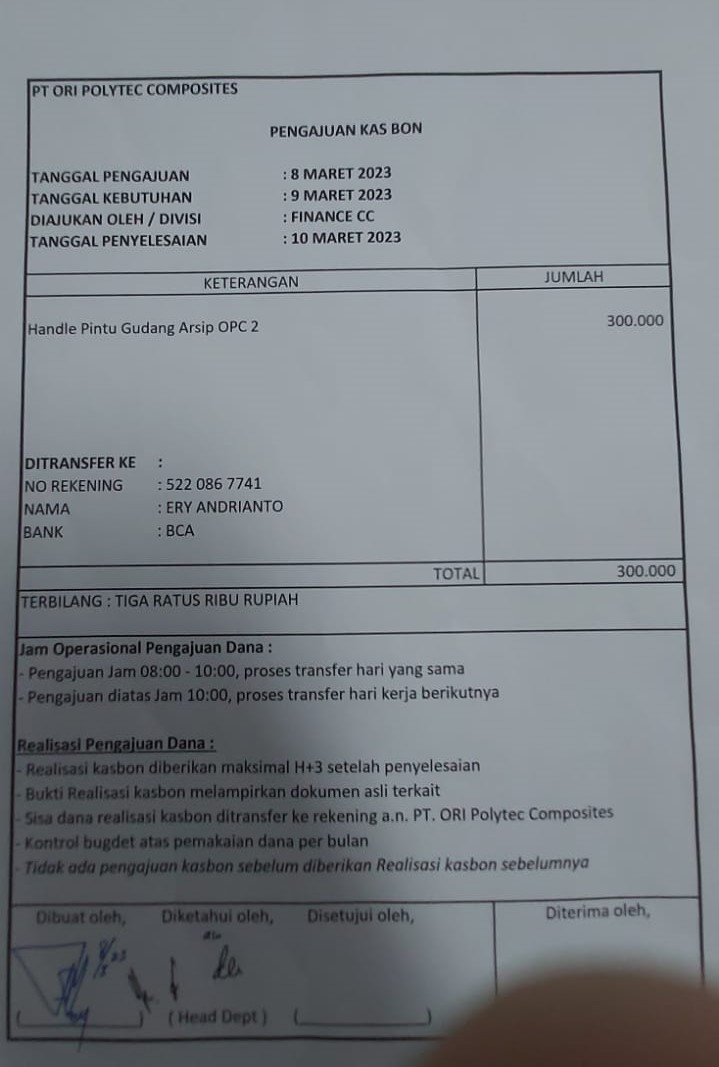 PT ORI POLYTEC COMPOSITES
PENGAJUAN KAS BON
TANGGAL PENGAJUAN : 8 MARET 2023
TANGGAL KEBUTUHAN : 9 MARET 2023
DIAJUKAN OLEH / DIVISI : FINANCE CC
TANGGAL PENYELESAIAN : 10 MARET 2023
KETERANGAN JUMLAH
Handle Pintu Gudang Arsip OPC 2 300.000
DITRANSFER KE :
NO REKENING : 522 086 7741
NAMA : ERY ANDRIANTO
BANK : BCA
TOTAL 300.000
TERBILANG : TIGA RATUS RIBU RUPIAH
Jam Operasional Pengajuan Dana :
- Pengajuan Jam 08:00 - 10:00, proses transfer hari yang sama
- Pengajuan diatas Jam 10:00, proses transfer hari kerja berikutnya
Realisasi Pengajuan Dana :
- Realisasi kasbon diberikan maksimal H+3 setelah penyelesaian
- Bukti Realisasi kasbon melampirkan dokumen asli terkait
- Sisa dana realisasi kasbon ditransfer ke rekening a.n. PT. ORI Polytec Composites
- Kontrol bugdet atas pemakaian dana per bulan
- Tidak ada pengajuan kasbon sebelum diberikan Realisasi kasbon sebelumnya
Dibuat oleh, Diketahui oleh, Disetujui oleh, Diterima oleh,
( Head Dept )